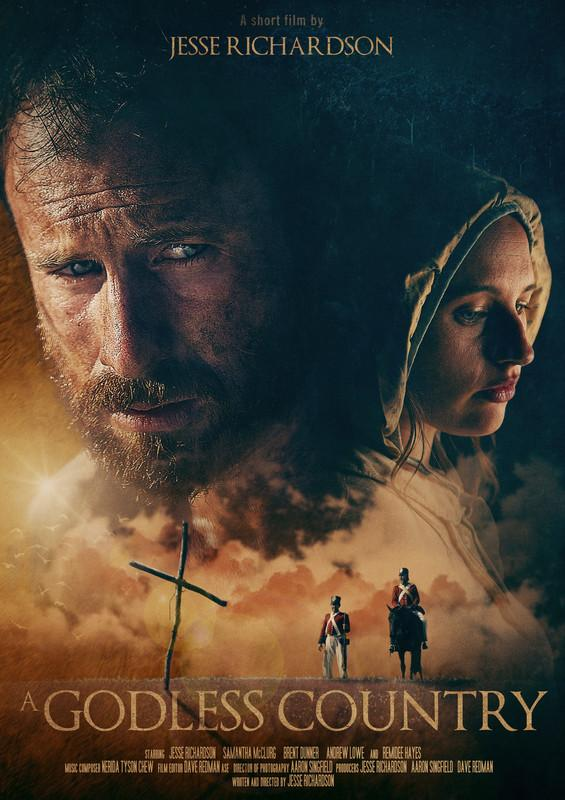 A short film by
JESSE RICHARDSON
A GODLESS COUNTRY
STARRING JESSE RICHARDSON SAMANTHA McCLURG BRENT DUNNER ANDREW LOWE AND REMIDEE HAYES
MUSIC COMPOSER NERIDA TYSON CHEW FILM EDITOR DAVE REDMAN ASE DIRECTOR OF PHOTOGRAPHY AARON SINGFIELD PRODUCERS JESSE RICHARDSON AARON SINGFIELD DAVE REDMAN
WRITTEN AND DIRECTED BY JESSE RICHARDSON